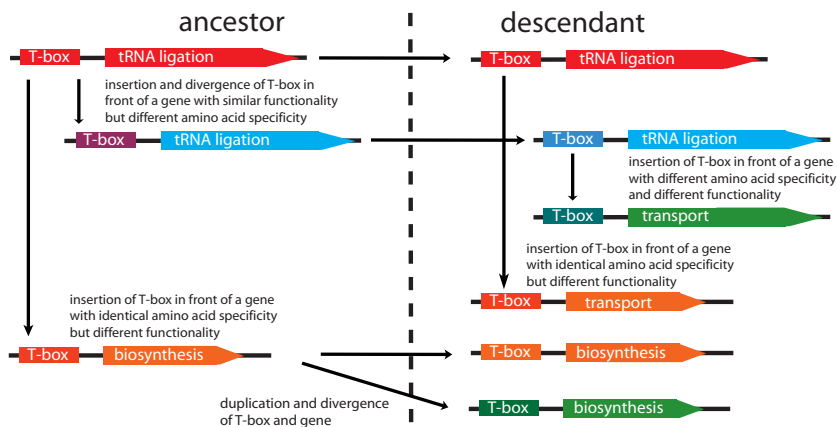 ancestor
descendant
T-box tRNA ligation
T-box tRNA ligation
insertion and divergence of T-box in
front of a gene with similar functionality
but different amino acid specificity
T-box tRNA ligation
T-box tRNA ligation
insertion of T-box in front of a gene
with different amino acid specificity
and different functionality
T-box transport
insertion of T-box in front of a gene
with identical amino acid specificity
but different functionality
T-box transport
insertion of T-box in front of a gene
with identical amino acid specificity
but different functionality
T-box biosynthesis
T-box biosynthesis
duplication and divergence
of T-box and gene
T-box biosynthesis